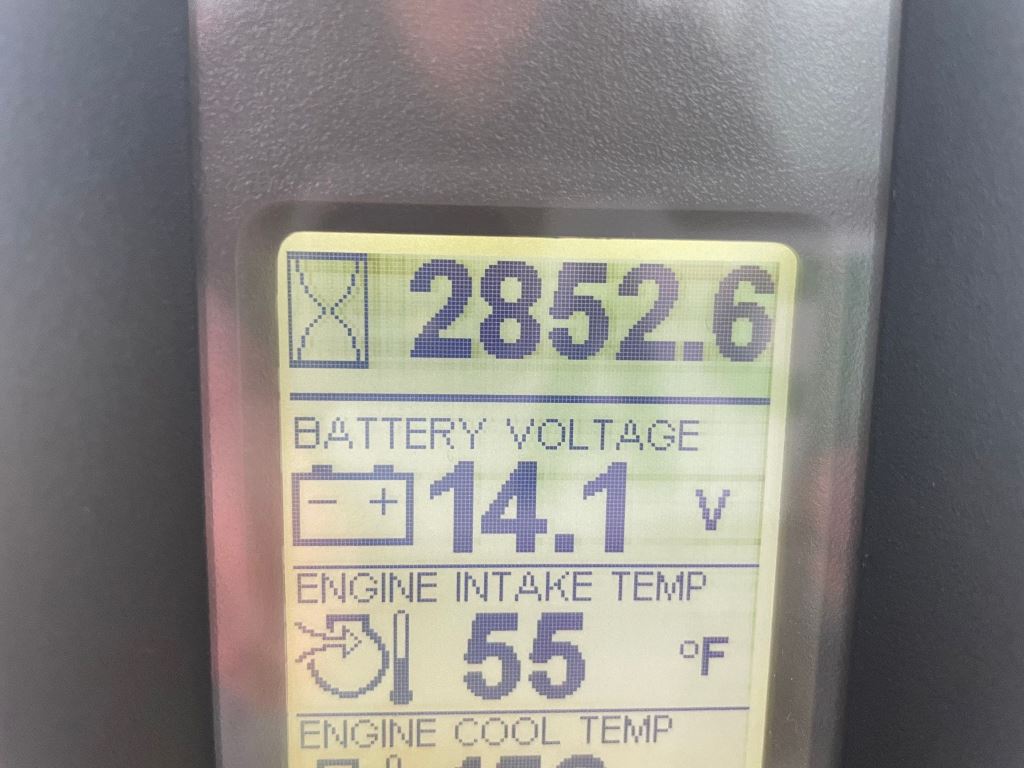 2852.6
BATTERY VOLTAGE
- + 14.1 V
ENGINE INTAKE TEMP
55 °F
ENGINE COOL TEMP